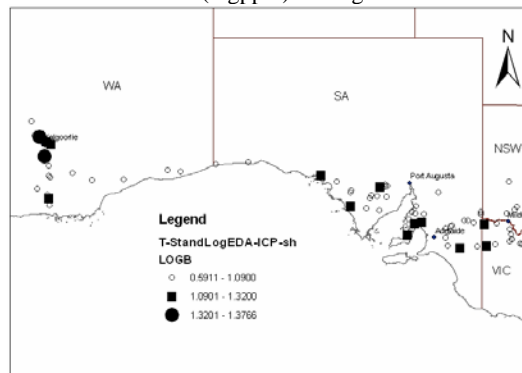 WA
SA
N
NSW
Port Augusta
Adelaide
VIC
Legend
T-StandLogEDA-ICP-sh
LOGB
0.5911 - 1.0900
1.0901 - 1.3200
1.3201 - 1.3766